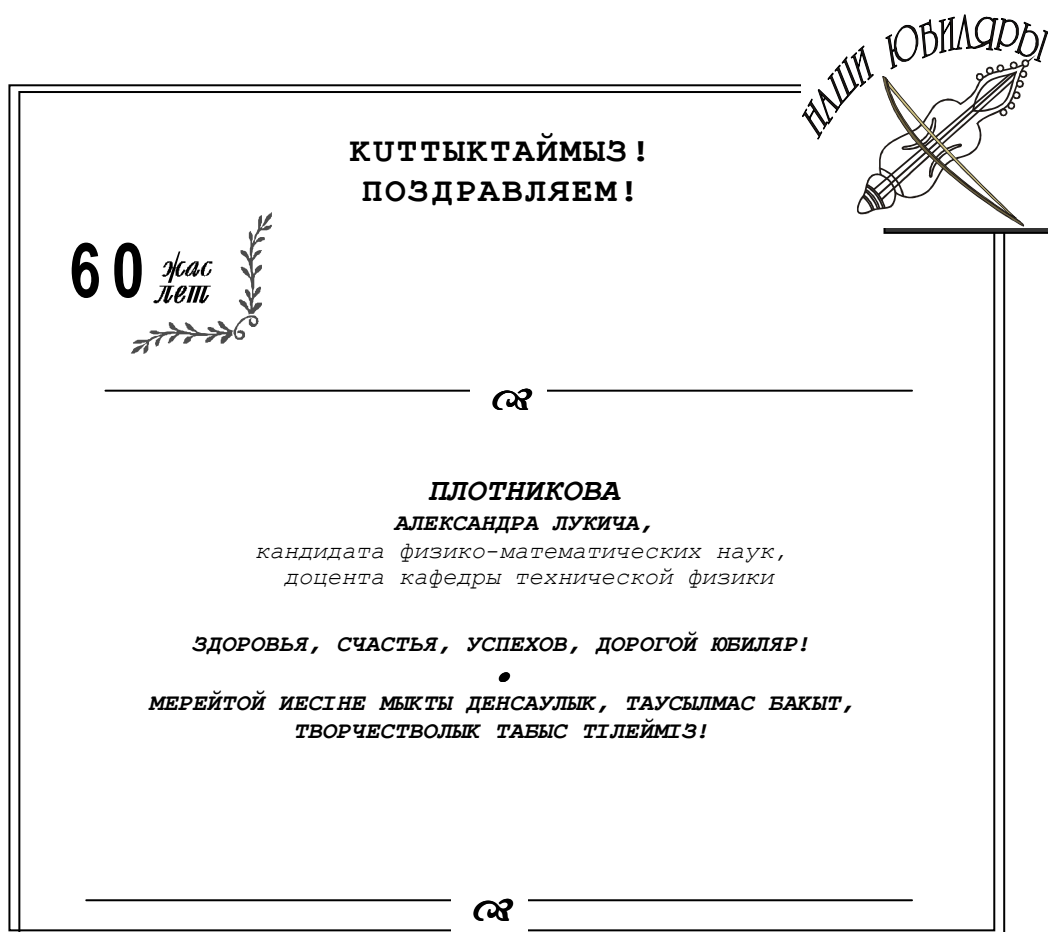 НАШИ ЮБИЛЯРЫ
КUТТЫКТАЙМЫЗ!
ПОЗДРАВЛЯЕМ!
60 жас
лет
ПЛОТНИКОВА
АЛЕКСАНДРА ЛУКИЧА,
кандидата физико-математических наук,
доцента кафедры технической физики
ЗДОРОВЬЯ, СЧАСТЬЯ, УСПЕХОВ, ДОРОГОЙ ЮБИЛЯР!
МЕРЕЙТОЙ ИЕСІНЕ МЫКТЫ ДЕНСАУЛЫК, ТАУСЫЛМАС БАКЫТ,
ТВОРЧЕСТВОЛЫК ТАБЫС ТІЛЕЙМІЗ!